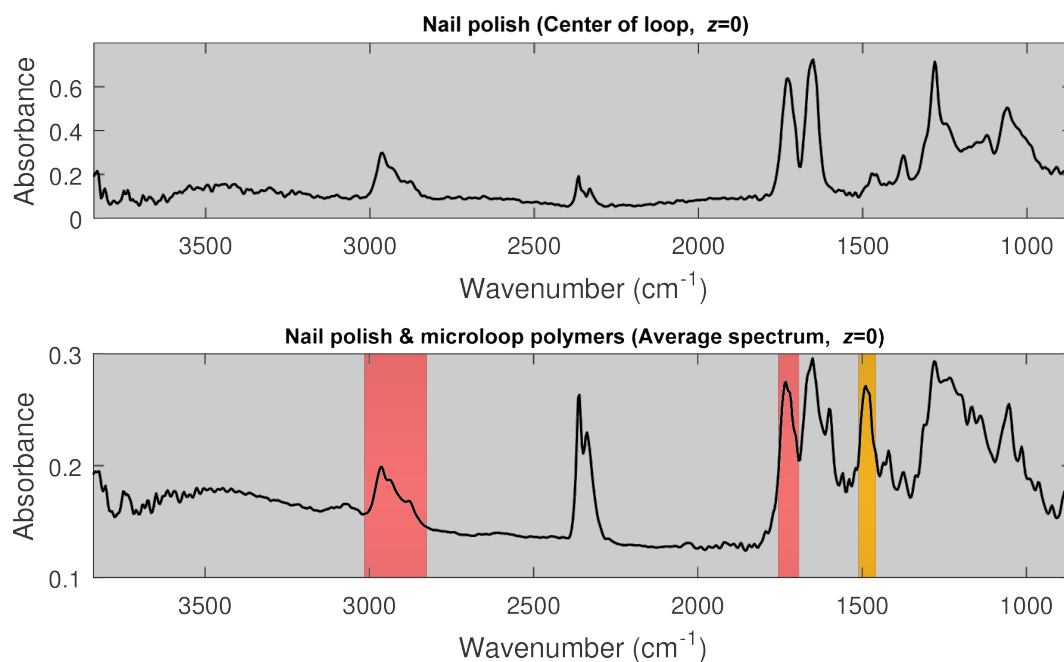 Nail polish (Center of loop, z=0)
0.6
0.4
0.2
0
Absorbance
3500 3000 2500 2000 1500 1000
Wavenumber (cm-1)
Nail polish & microloop polymers (Average spectrum, z=0)
0.3
0.2
0.1
Absorbance
3500 3000 2500 2000 1500 1000
Wavenumber (cm-1)